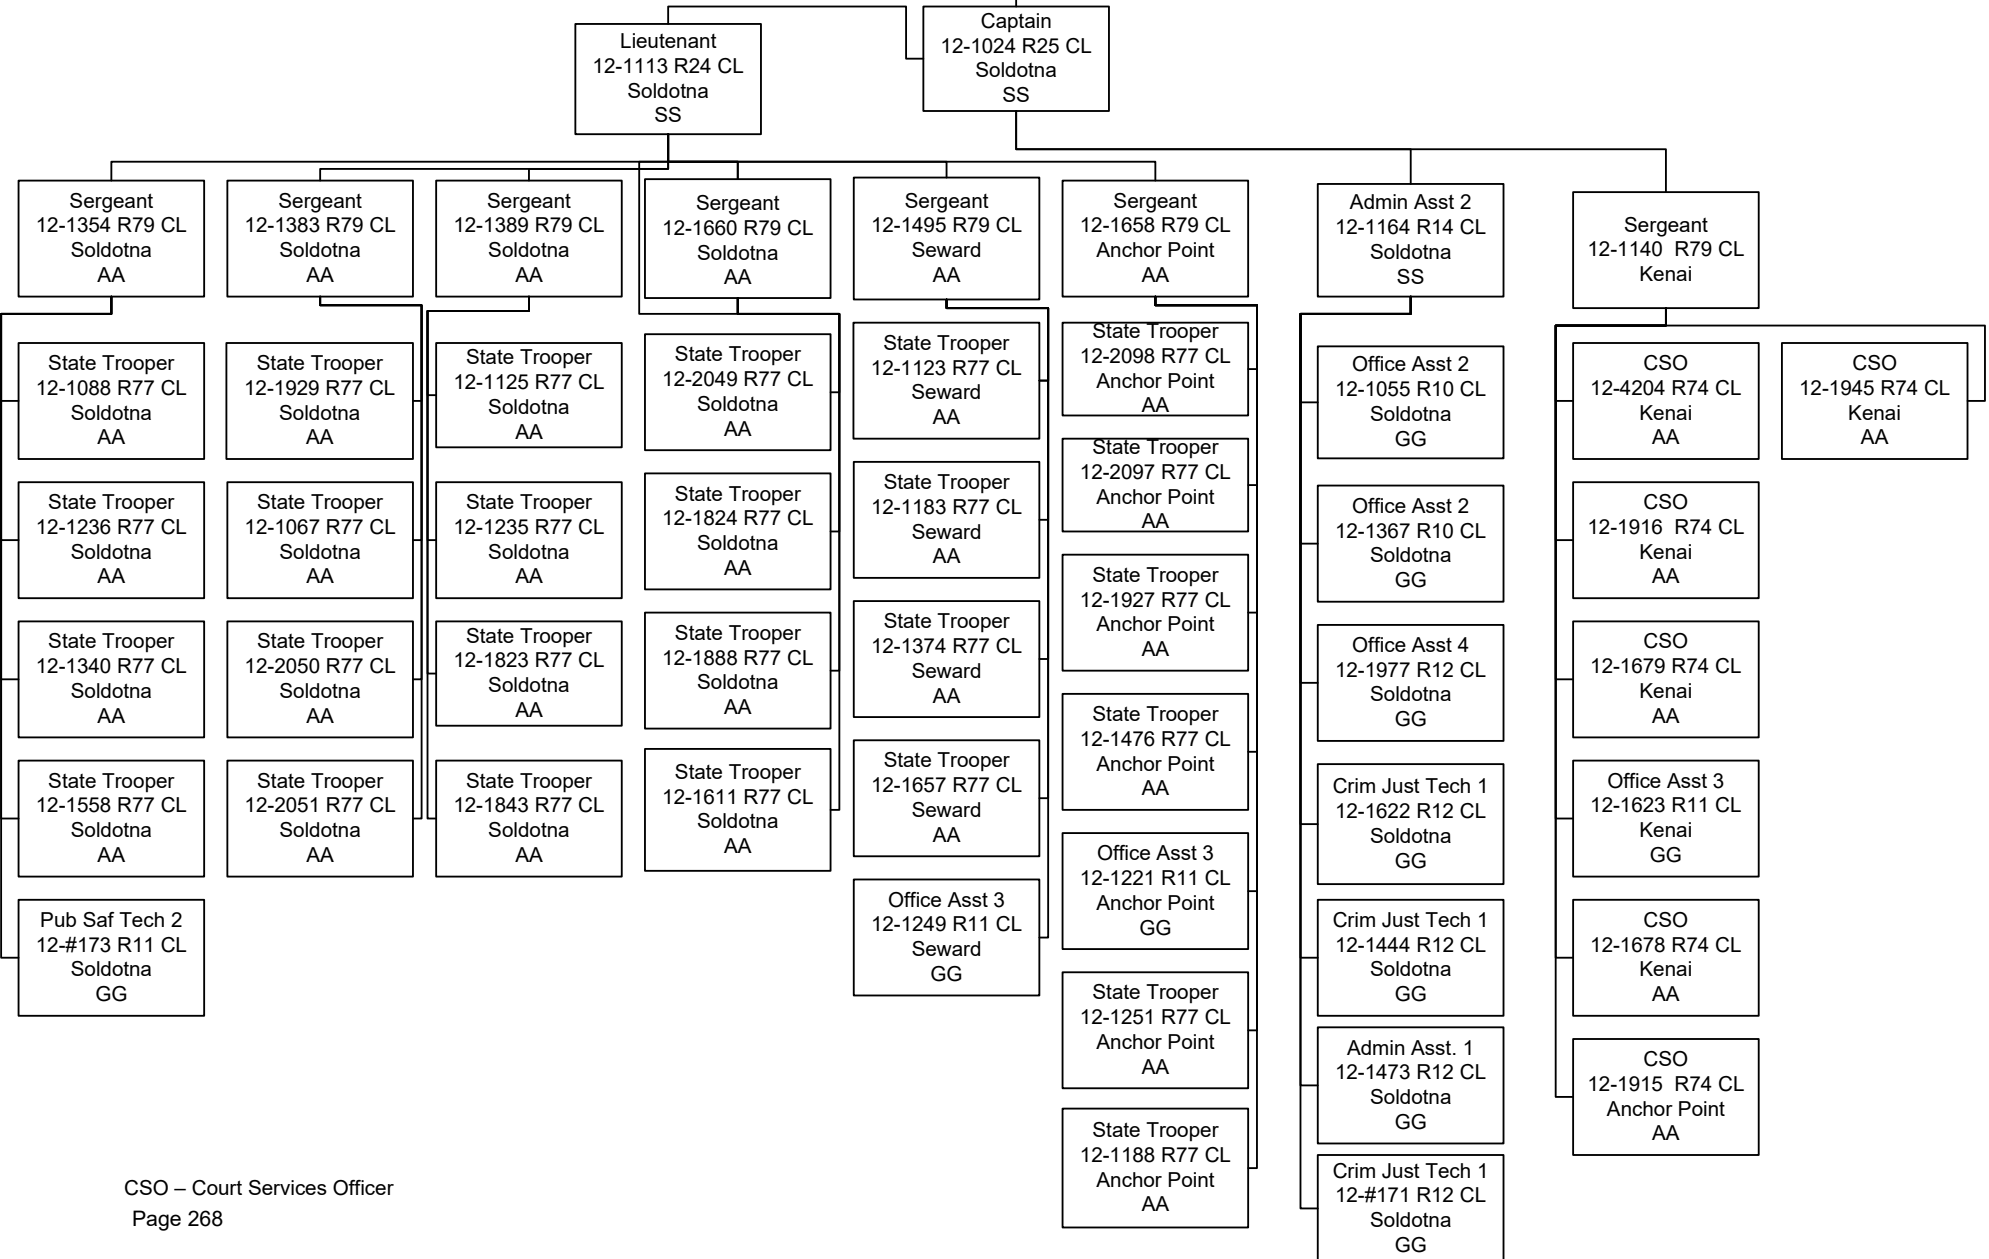 Lieutenant
12-1113 R24 CL
Soldotna
SS
Captain
12-1024 R25 CL
Soldotna
SS
Sergeant
12-1354 R79 CL
Soldotna
AA
State Trooper
12-1088 R77 CL
Soldotna
AA
State Trooper
12-1236 R77 CL
Soldotna
AA
State Trooper
12-1340 R77 CL
Soldotna
AA
State Trooper
12-1558 R77 CL
Soldotna
AA
Pub Saf Tech 2
12-#173 R11 CL
Soldotna
GG
Sergeant
12-1383 R79 CL
Soldotna
AA
State Trooper
12-1929 R77 CL
Soldotna
AA
State Trooper
12-1067 R77 CL
Soldotna
AA
State Trooper
12-2050 R77 CL
Soldotna
AA
State Trooper
12-2051 R77 CL
Soldotna
AA
Sergeant
12-1389 R79 CL
Soldotna
AA
State Trooper
12-1125 R77 CL
Soldotna
AA
State Trooper
12-1235 R77 CL
Soldotna
AA
State Trooper
12-1823 R77 CL
Soldotna
AA
State Trooper
12-1843 R77 CL
Soldotna
AA
Sergeant
12-1660 R79 CL
Soldotna
AA
State Trooper
12-2049 R77 CL
Soldotna
AA
State Trooper
12-1824 R77 CL
Soldotna
AA
State Trooper
12-1888 R77 CL
Soldotna
AA
State Trooper
12-1611 R77 CL
Soldotna
AA
Sergeant
12-1495 R79 CL
Seward
AA
State Trooper
12-1123 R77 CL
Seward
AA
State Trooper
12-1183 R77 CL
Seward
AA
State Trooper
12-1374 R77 CL
Seward
AA
State Trooper
12-1657 R77 CL
Seward
AA
Office Asst 3
12-1249 R11 CL
Seward
GG
Sergeant
12-1658 R79 CL
Anchor Point
AA
State Trooper
12-2098 R77 CL
Anchor Point
AA
State Trooper
12-2097 R77 CL
Anchor Point
AA
State Trooper
12-1927 R77 CL
Anchor Point
AA
State Trooper
12-1476 R77 CL
Anchor Point
AA
Office Asst 3
12-1221 R11 CL
Anchor Point
GG
State Trooper
12-1251 R77 CL
Anchor Point
AA
State Trooper
12-1188 R77 CL
Anchor Point
AA
Admin Asst 2
12-1164 R14 CL
Soldotna
SS
Office Asst 2
12-1055 R10 CL
Soldotna
GG
Office Asst 2
12-1367 R10 CL
Soldotna
GG
Office Asst 4
12-1977 R12 CL
Soldotna
GG
Crim Just Tech 1
12-1622 R12 CL
Soldotna
GG
Crim Just Tech 1
12-1444 R12 CL
Soldotna
GG
Admin Asst. 1
12-1473 R12 CL
Soldotna
GG
Crim Just Tech 1
12-#171 R12 CL
Soldotna
GG
Sergeant
12-1140  R79 CL
Kenai
CSO
12-4204 R74 CL
Kenai
AA
CSO
12-1916  R74 CL
Kenai
AA
CSO
12-1679 R74 CL
Kenai
AA
Office Asst 3
12-1623 R11 CL
Kenai
GG
CSO
12-1678 R74 CL
Kenai
AA
CSO
12-1915  R74 CL
Anchor Point
AA
CSO
12-1945 R74 CL
Kenai
AA
CSO – Court Services Officer
Page 268